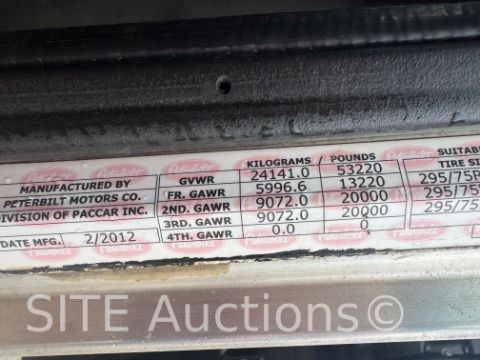 KILOGRAMS / POUNDS SUITABL
TIRE SI
MANUFACTURED BY GVWR 24141.0 53220
PETERBILT MOTORS CO. FR. GAWR 5996.6 13220 295/75R
DIVISION OF PACCAR INC. 2ND. GAWR 9072.0 20000 295/75
3RD. GAWR 9072.0 20000 295/75
DATE MFG. 2/2012 4TH. GAWR 0.0 0
SITE Auctions©